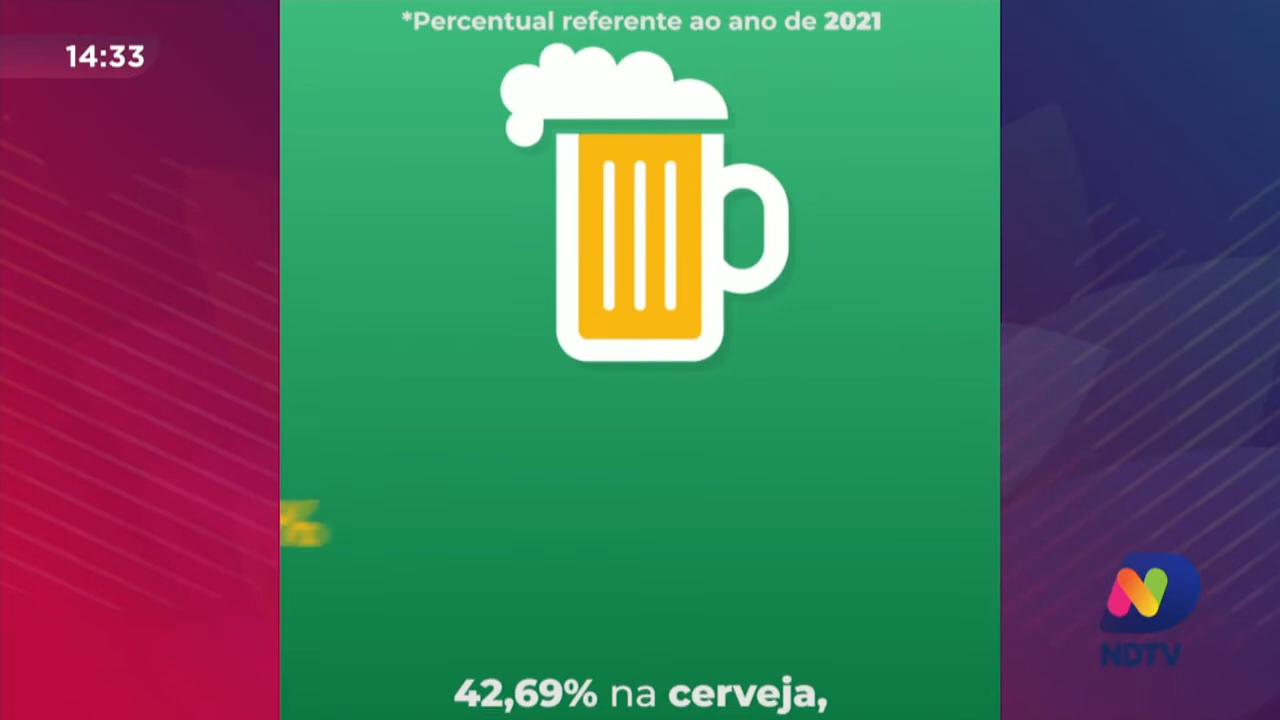 *Percentual referente ao ano de 2021
14:33
NDTV
42,69% na cerveja,